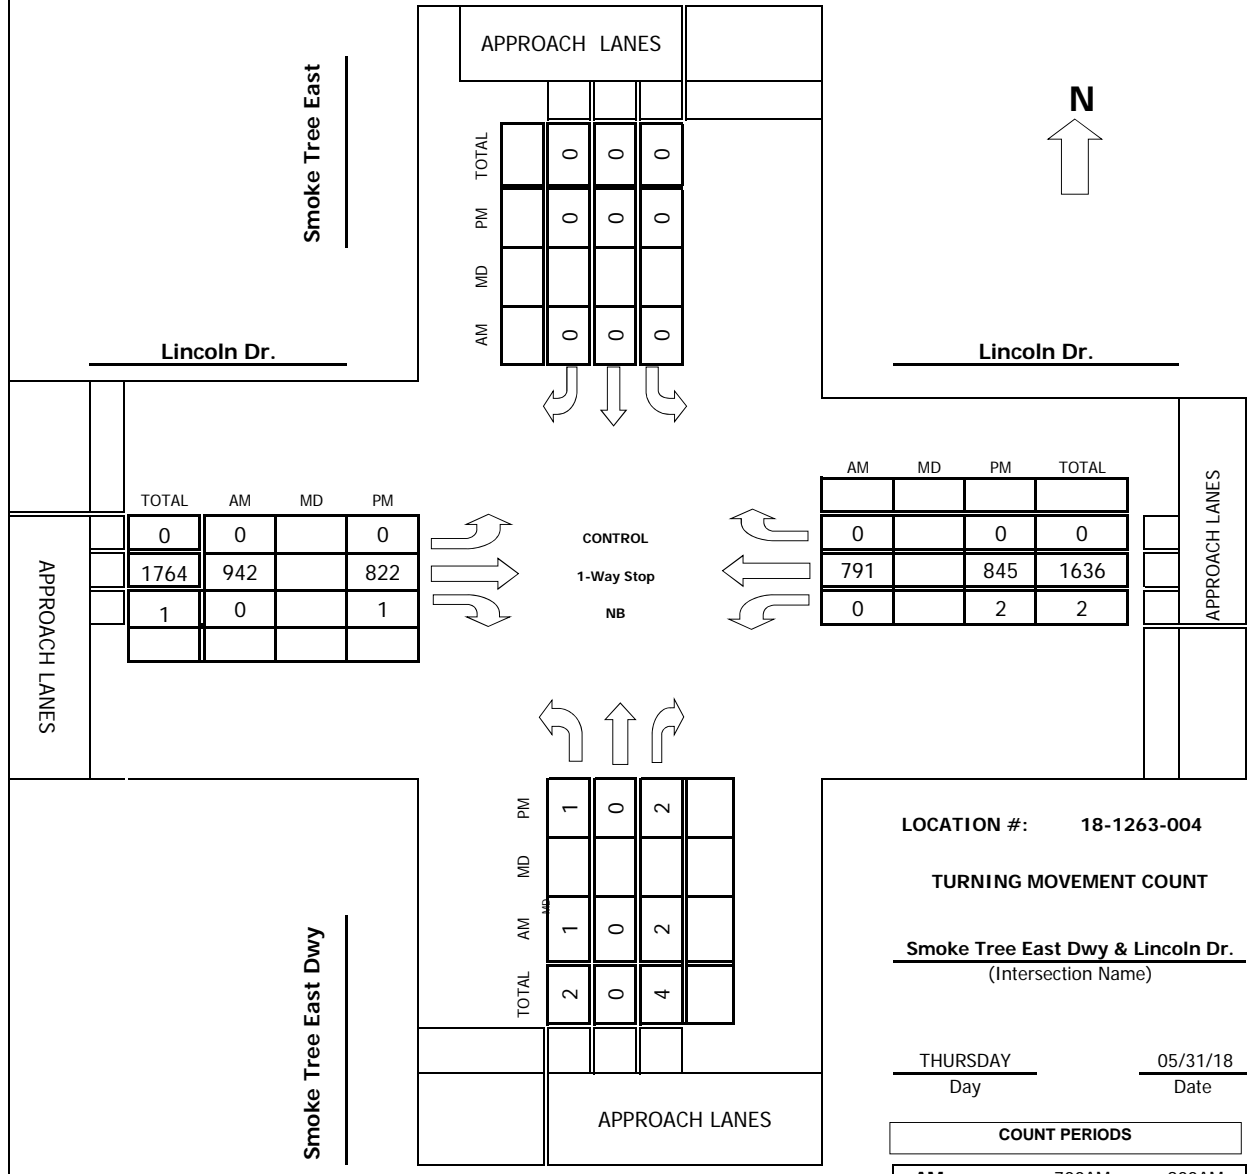 APPROACH LANES
Smoke Tree East
N
TOTAL 0 0 0
PM 0 0 0
MD
AM 0 0 0
Lincoln Dr.
Lincoln Dr.
TOTAL AM MD PM
0 0 0
1764 942 822
1 0 1
APPROACH LANES
CONTROL
1-Way Stop
NB
AM MD PM TOTAL
0 0 0
791 845 1636
0 2 2
APPROACH LANES
PM 1 0 2
MD
MD
AM 1 0 2
TOTAL 2 0 4
Smoke Tree East Dwy
APPROACH LANES
LOCATION #: 18-1263-004
TURNING MOVEMENT COUNT
Smoke Tree East Dwy & Lincoln Dr.
(Intersection Name)
THURSDAY 05/31/18
Day Date
COUNT PERIODS